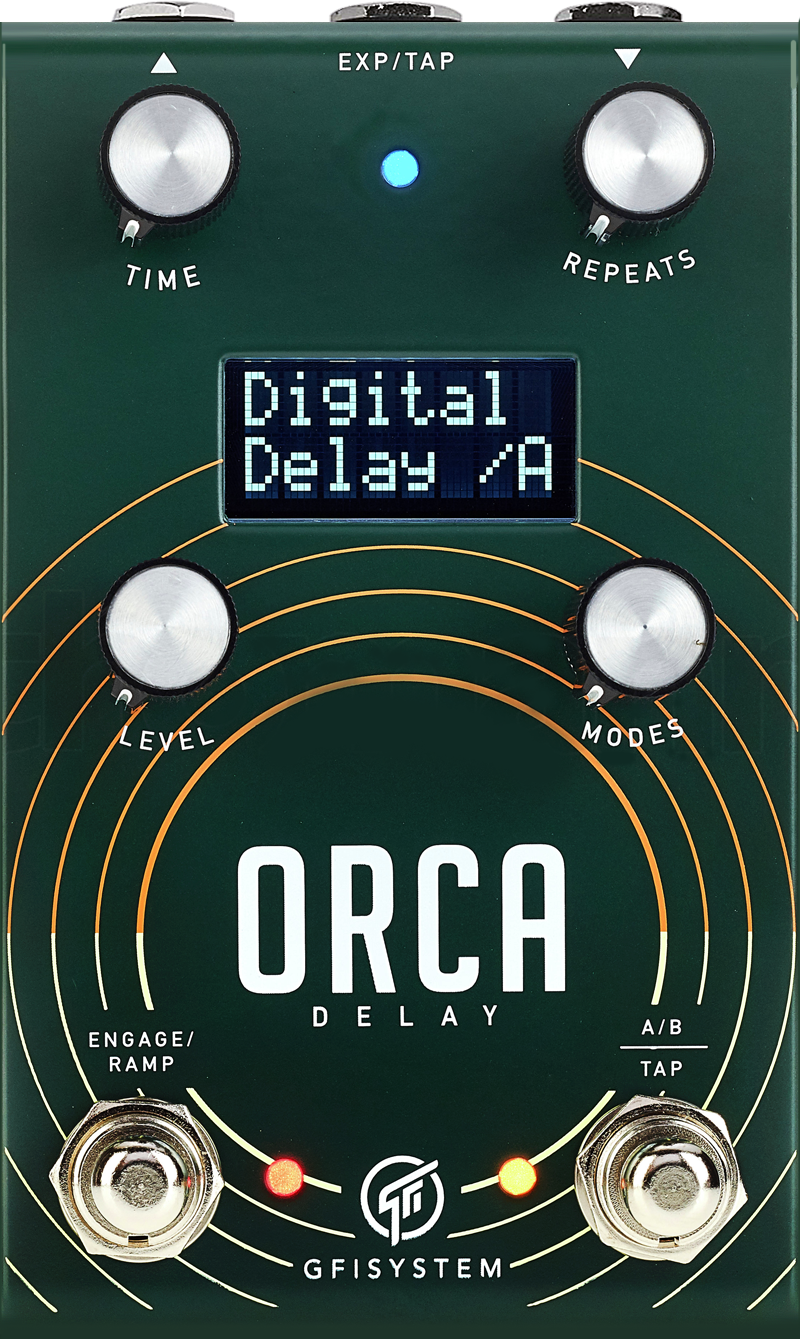 EXP/TAP
TIME
REPEATS
Digital
Delay /A
LEVEL
MODES
ORCA
DELAY
ENGAGE/
RAMP
A/B
TAP
GFISYSTEM